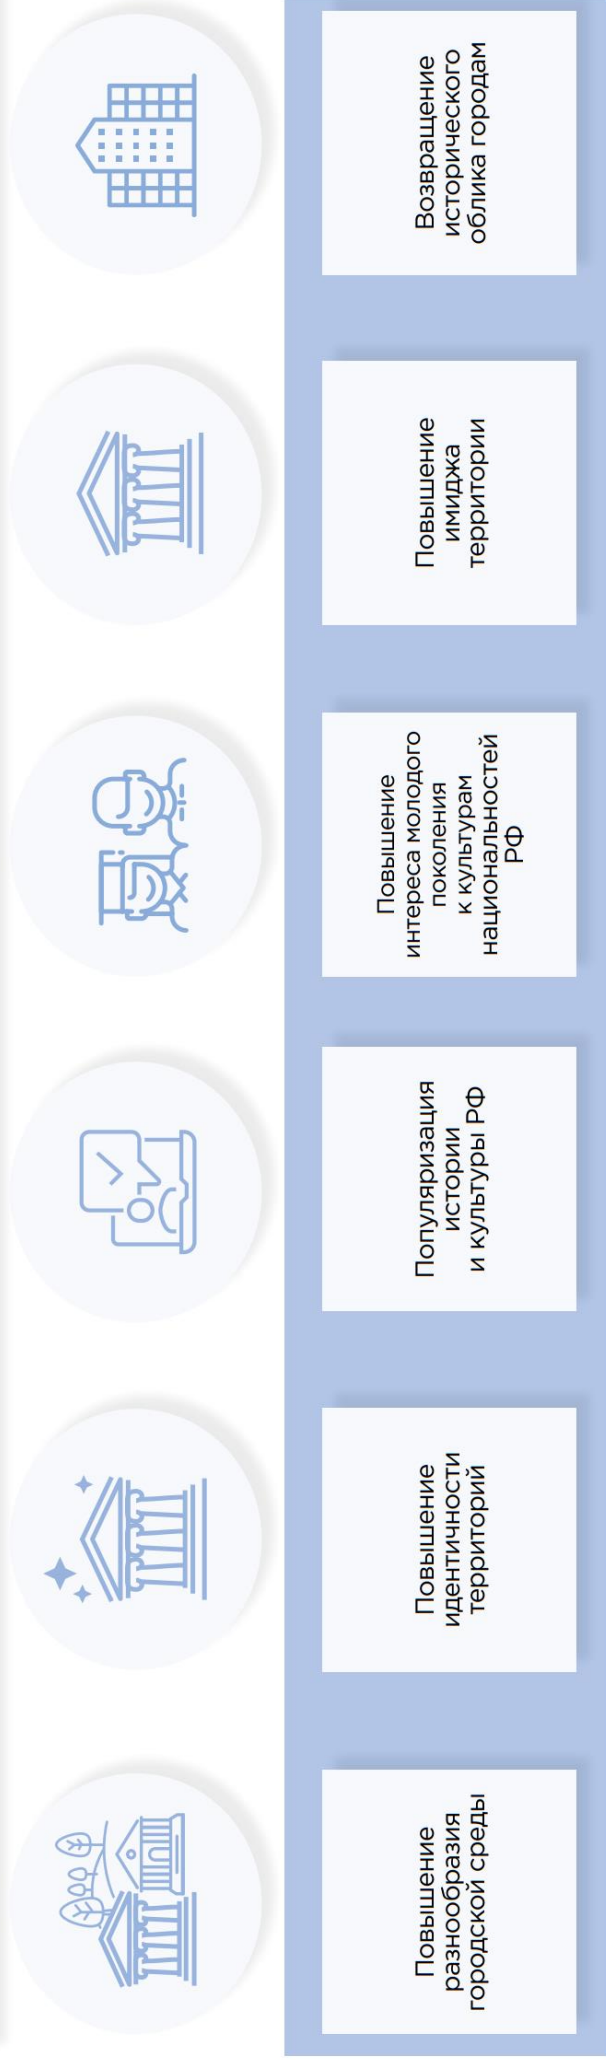 Повышение
разнообразия
городской среды
Повышение
идентичности
территорий
Популяризация
истории
и культуры РФ
Повышение
интереса молодого
поколения
к культурам
национальностей
РФ
Повышение
имиджа
территории
Возвращение
исторического
облика городам